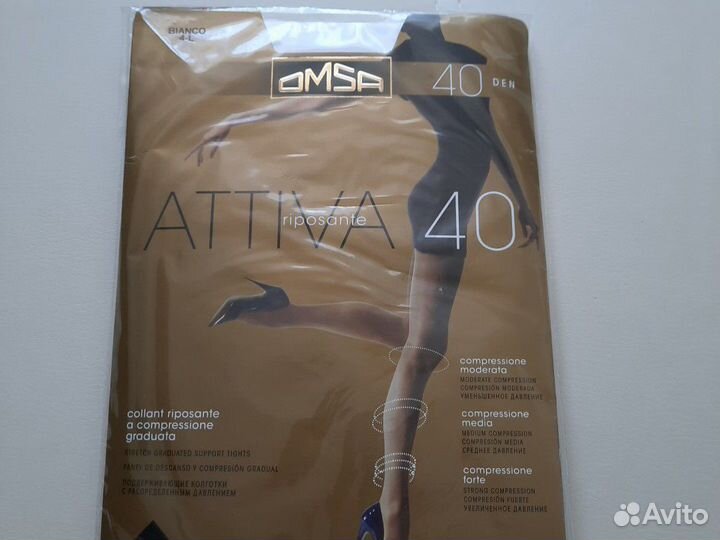 BIANCO
4-L
OMSA
40 DEN
ATTIVA 40
riposante
compressione
moderata
MODERATE COMPRESSION
COMPRESIÓN MODERADA
УМЕНЬШЕННОЕ ДАВЛЕНИЕ
compressione
media
MEDIUM COMPRESSION
COMPRESIÓN MEDIA
СРЕДНЕЕ ДАВЛЕНИЕ
compressione
forte
STRONG COMPRESSION
COMPRESIÓN FUERTE
УВЕЛИЧЕННОЕ ДАВЛЕНИЕ
collant riposante
a compressione
graduata
STRETCH GRADUATED SUPPORT TIGHTS
PANTY DE DESCANSO Y COMPRESIÓN GRADUAL
ПОДДЕРЖИВАЮЩИЕ КОЛГОТКИ
С РАСПРЕДЕЛЕННЫМ ДАВЛЕНИЕМ
Avito